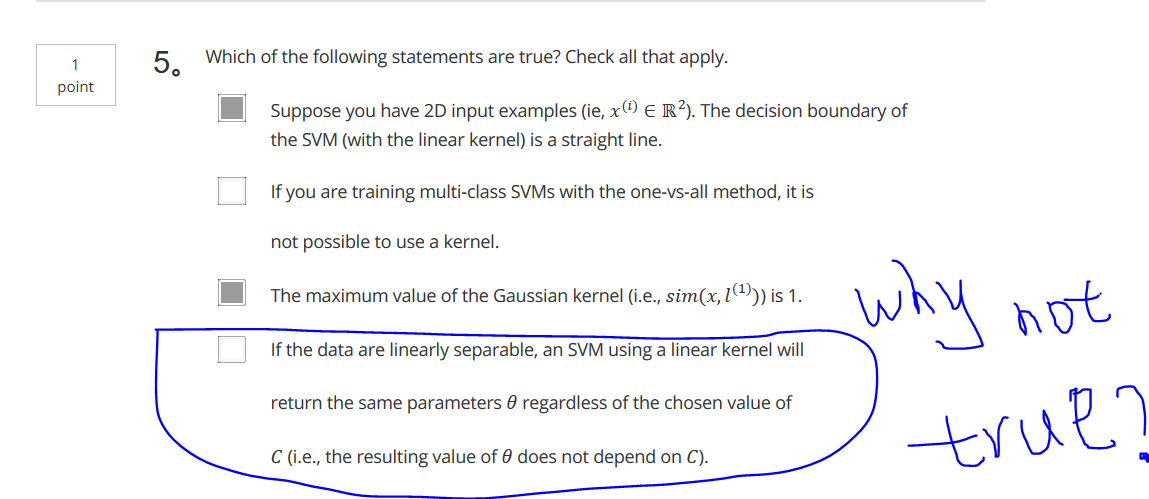 1
point
5. Which of the following statements are true? Check all that apply.
Suppose you have 2D input examples (ie, x^(i) ∈ ℝ²). The decision boundary of
the SVM (with the linear kernel) is a straight line.
If you are training multi-class SVMs with the one-vs-all method, it is
not possible to use a kernel.
The maximum value of the Gaussian kernel (i.e., sim(x, l^(1))) is 1.
If the data are linearly separable, an SVM using a linear kernel will
return the same parameters θ regardless of the chosen value of
C (i.e., the resulting value of θ does not depend on C).
why not
true?